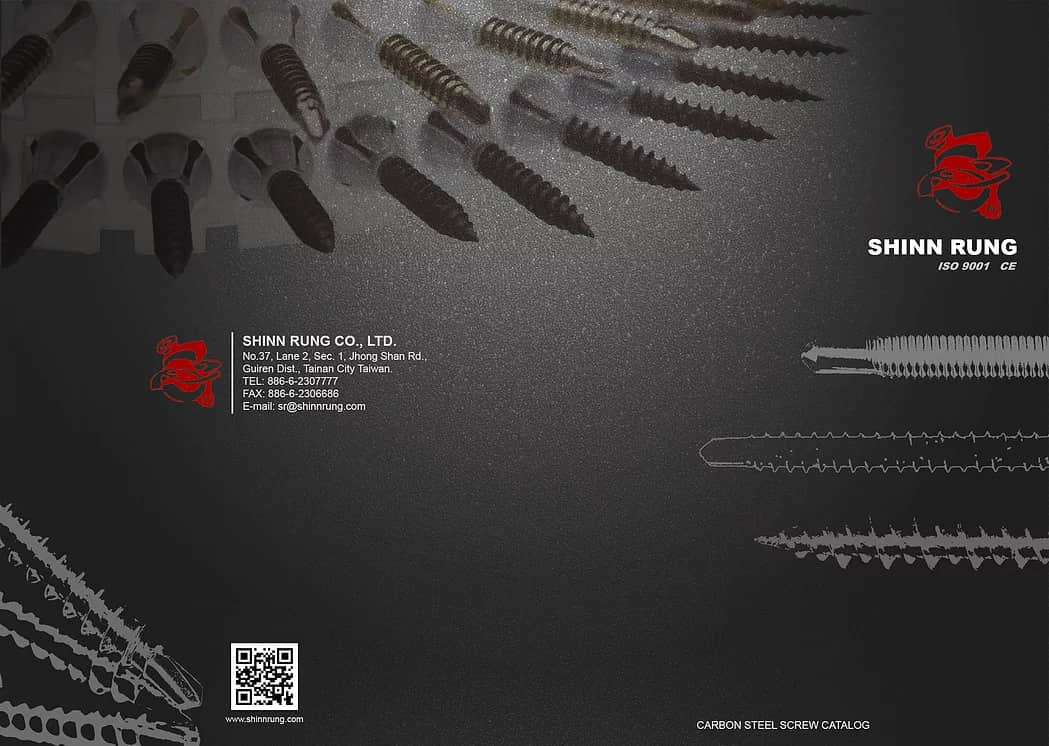 SHINN RUNG
ISO 9001 CE
SHINN RUNG CO., LTD.
No.37, Lane 2, Sec. 1, Jhong Shan Rd.,
Guiren Dist., Tainan City Taiwan.
TEL: 886-6-2307777
FAX: 886-6-2306686
E-mail: sr@shinnrung.com
www.shinnrung.com
CARBON STEEL SCREW CATALOG